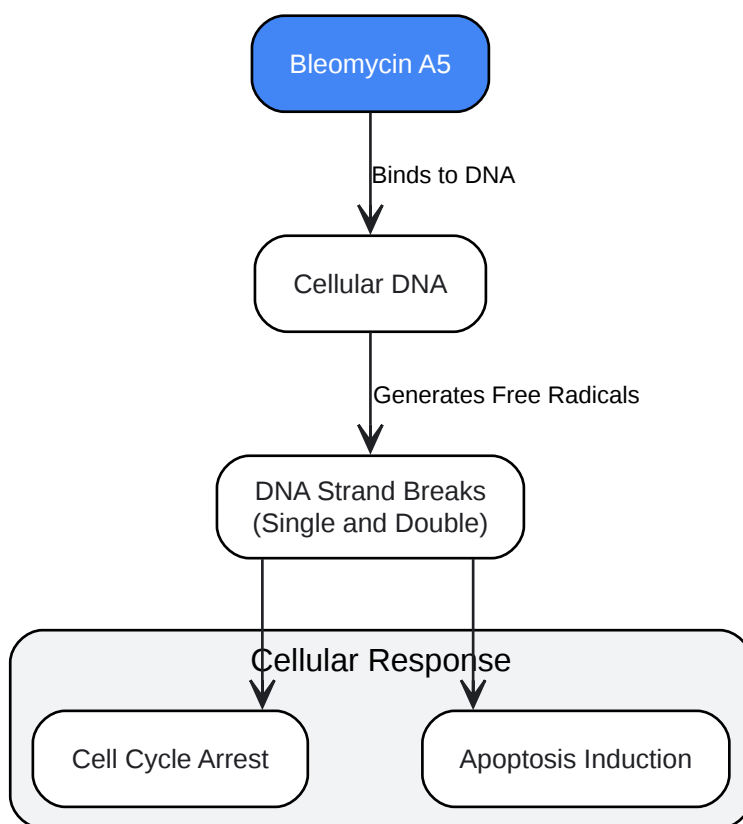 Bleomycin A5
Binds to DNA
Cellular DNA
Generates Free Radicals
DNA Strand Breaks
(Single and Double)
Cellular Response
Cell Cycle Arrest
Apoptosis Induction